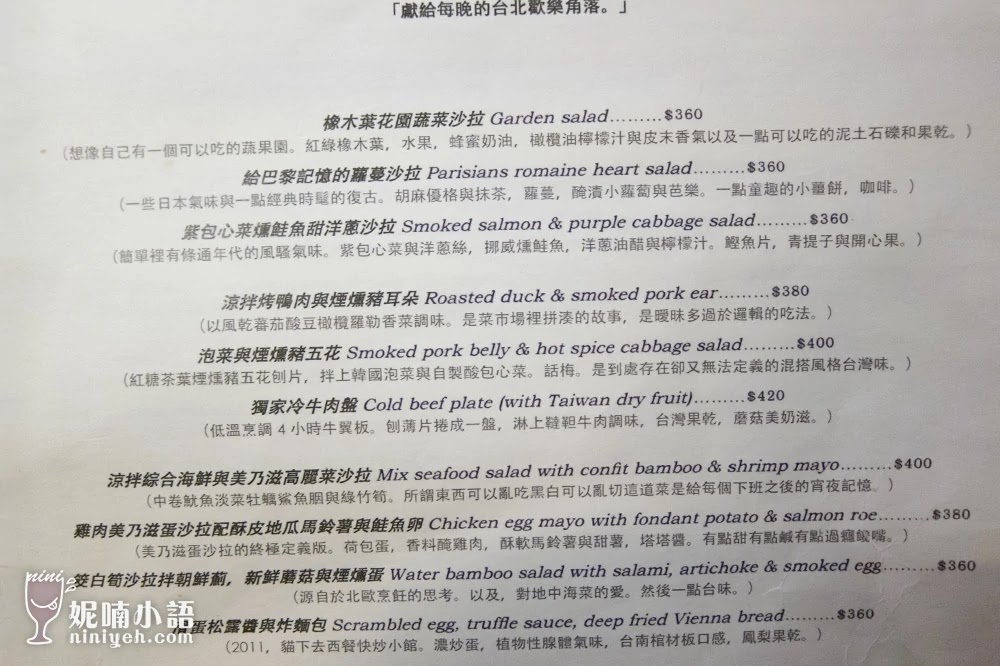 「獻給每晚的台北歡樂角落。」
橡木葉花園蔬菜沙拉 Garden salad.........$360
（想像自己有一個可以吃的蔬果園。紅綠橡木葉，水果，蜂蜜奶油，橄欖油檸檬汁與皮末香氣以及一點可以吃的泥土石礫和果乾。）
給巴黎記憶的蘿蔓沙拉 Parisians romaine heart salad.........$360
（一些日本氣味與一點經典時髦的復古。胡麻優格與抹茶，蘿蔓，醃漬小蘿蔔與芭樂。一點童趣的小薑餅，咖啡。）
紫包心菜燻鮭魚甜洋蔥沙拉 Smoked salmon & purple cabbage salad.........$360
（簡單裡有條通年代的風騷氣味。紫包心菜與洋蔥絲，挪威燻鮭魚，洋蔥油醋與檸檬汁。鰹魚片，青提子與開心果。）
涼拌烤鴨肉與煙燻豬耳朵 Roasted duck & smoked pork ear.........$380
（以風乾蕃茄酸豆橄欖羅勒香菜調味。是菜市場裡拼湊的故事，是曖昧多過於邏輯的吃法。）
泡菜與煙燻豬五花 Smoked pork belly & hot spice cabbage salad.........$400
（紅糖茶葉煙燻豬五花刨片，拌上韓國泡菜與自製酸包心菜。話梅。是到處存在卻又無法定義的混搭風格台灣味。）
獨家冷牛肉盤 Cold beef plate (with Taiwan dry fruit).........$420
（低溫烹調 4 小時牛翼板。刨薄片捲成一盤，淋上韃靼牛肉調味，台灣果乾，蘑菇美奶滋。）
涼拌綜合海鮮與美乃滋高麗菜沙拉 Mix seafood salad with confit bamboo & shrimp mayo.........$400
（中卷魷魚淡菜牡蠣鯊魚胭與綠竹筍。所謂東西可以亂吃黑白可以亂切這道菜是給每個下班之後的宵夜記憶。）
雞肉美乃滋蛋沙拉配酥皮地瓜馬鈴薯與鮭魚卵 Chicken egg mayo with fondant potato & salmon roe.........$380
（美乃滋蛋沙拉的終極定義版。荷包蛋，香料醃雞肉，酥軟馬鈴薯與甜薯，塔塔醬。有點甜有點鹹有點過癮饒嘴。）
筊白筍沙拉拌朝鮮薊，新鮮蘑菇與煙燻蛋 Water bamboo salad with salami, artichoke & smoked egg.........$360
（源自於北歐烹飪的思考。以及，對地中海菜的愛。然後一點台味。）
蛋松露醬與炸麵包 Scrambled egg, truffle sauce, deep fried Vienna bread.........$360
（2011，貓下去西餐快炒小館。濃炒蛋，植物性腺體氣味，台南棺材板口感，鳳梨果乾。）
nini
妮喃小語
niniyeh.com